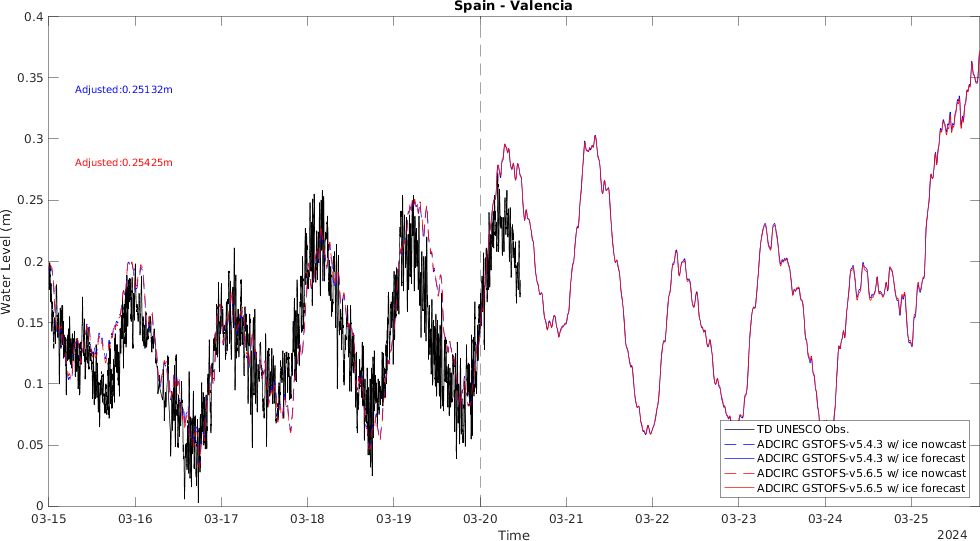 Spain - Valencia
0.4
0.35
0.3
0.25
0.2
0.15
0.1
0.05
0
Water Level (m)
Adjusted:0.25132m
Adjusted:0.25425m
TD UNESCO Obs.
ADCIRC GSTOFS-v5.4.3 w/ ice nowcast
ADCIRC GSTOFS-v5.4.3 w/ ice forecast
ADCIRC GSTOFS-v5.6.5 w/ ice nowcast
ADCIRC GSTOFS-v5.6.5 w/ ice forecast
03-15 03-16 03-17 03-18 03-19 03-20 03-21 03-22 03-23 03-24 03-25
Time
2024